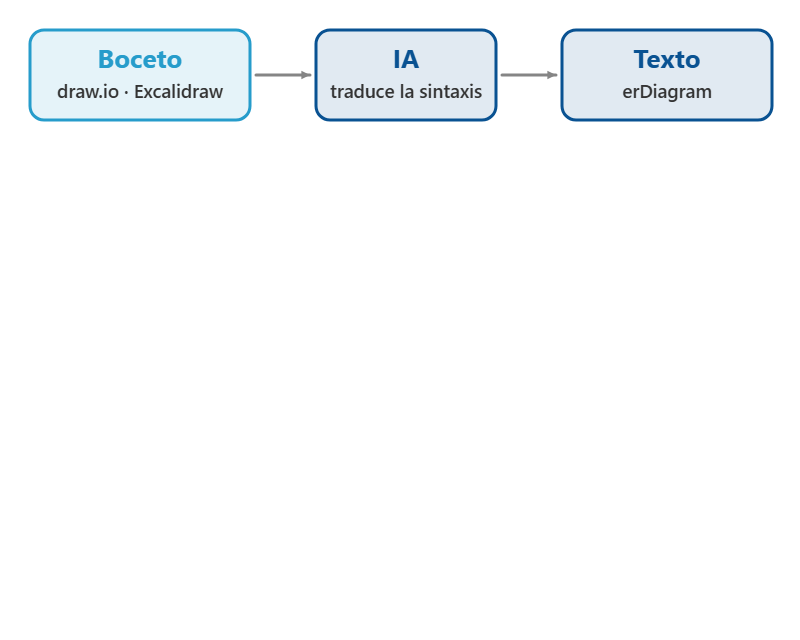 Boceto
draw.io · Excalidraw
IA
traduce la sintaxis
Texto
erDiagram